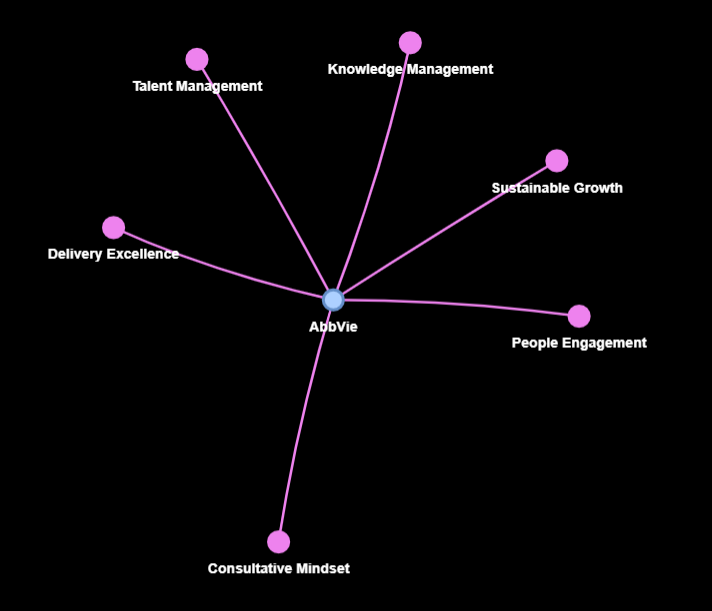 Knowledge Management
Talent Management
Sustainable Growth
Delivery Excellence
AbbVie
People Engagement
Consultative Mindset